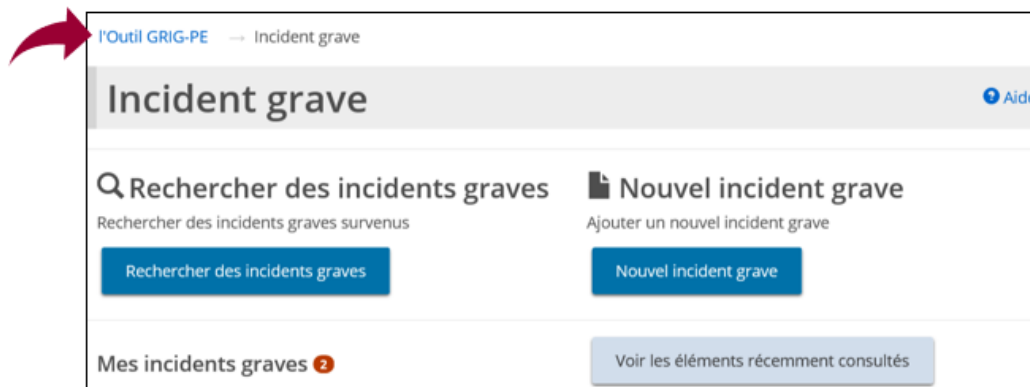 l'Outil GRIG-PE → Incident grave
Incident grave
Rechercher des incidents graves
Rechercher des incidents graves survenus
Rechercher des incidents graves
Nouvel incident grave
Ajouter un nouvel incident grave
Nouvel incident grave
Mes incidents graves 2
Voir les éléments récemment consultés